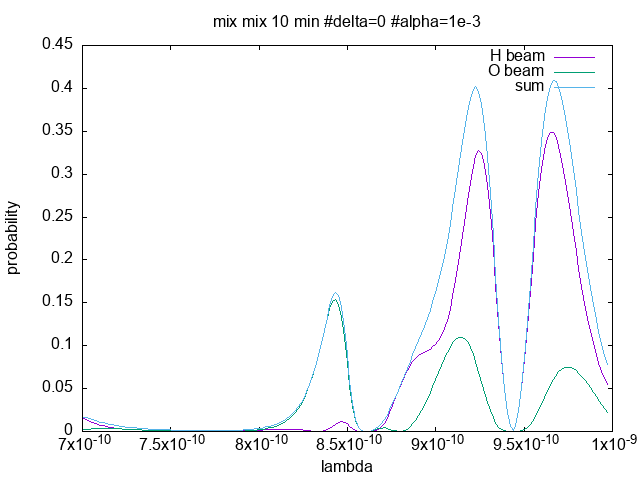 mix mix 10 min #delta=0 #alpha=1e-3
0.45
0.4
0.35
0.3
0.25
0.2
0.15
0.1
0.05
0
probability
H beam
O beam
sum
7x10⁻¹⁰ 7.5x10⁻¹⁰ 8x10⁻¹⁰ 8.5x10⁻¹⁰ 9x10⁻¹⁰ 9.5x10⁻¹⁰ 1x10⁻⁹
lambda